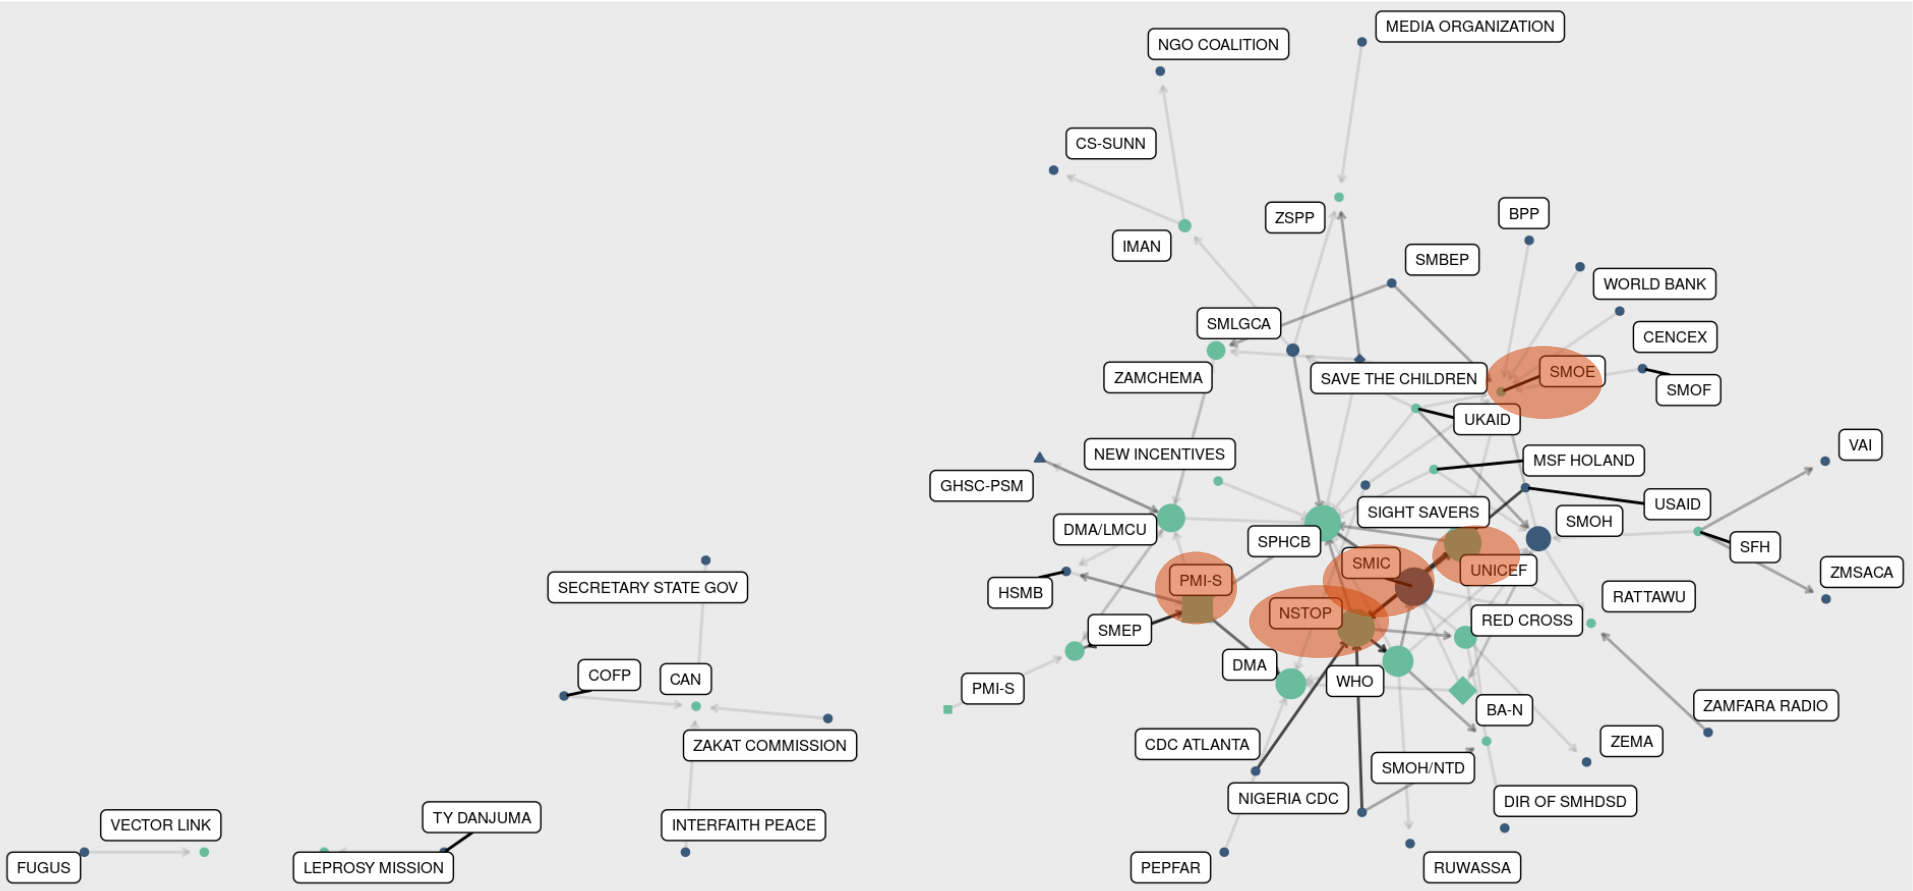 MEDIA ORGANIZATION
NGO COALITION
CS-SUNN
ZSPP
BPP
IMAN
SMBEP
WORLD BANK
SMLGCA
CENCEX
SMOE
ZAMCHEMA
SAVE THE CHILDREN
SMOF
UKAID
VAI
NEW INCENTIVES
MSF HOLAND
GHSC-PSM
USAID
SIGHT SAVERS
SMOH
DMA/LMCU
SPHCB
SFH
SMIC
UNICEF
ZMSACA
PMI-S
SECRETARY STATE GOV
HSMB
RATTAWU
NSTOP
RED CROSS
SMEP
DMA
COFP
CAN
WHO
PMI-S
ZAMFARA RADIO
BA-N
ZEMA
CDC ATLANTA
ZAKAT COMMISSION
SMOH/NTD
NIGERIA CDC
DIR OF SMHDSD
TY DANJUMA
VECTOR LINK
INTERFAITH PEACE
FUGUS
LEPROSY MISSION
PEPFAR
RUWASSA